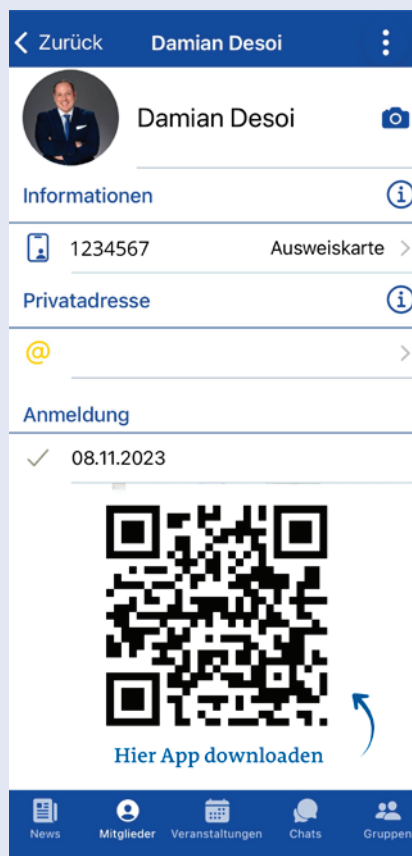 Zurück Damian Desoi
Damian Desoi
Informationen
1234567 Ausweiskarte
Privatadresse
@
Anmeldung
08.11.2023
Hier App downloaden
News Mitglieder Veranstaltungen Chats Gruppen